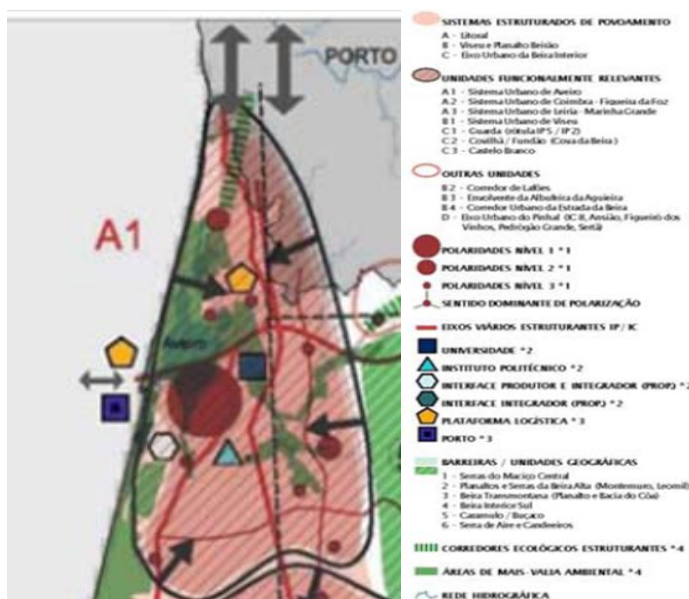 PORTO
A1
Aveiro
SISTEMAS ESTRUTURADOS DE POVOAMENTO
A - Litoral
B - Viseu e Planalto Beirão
C - Eixo Urbano da Beira Interior
UNIDADES FUNCIONALMENTE RELEVANTES
A1 - Sistema Urbano de Aveiro
A2 - Sistema Urbano de Coimbra - Figueira da Foz
A3 - Sistema Urbano de Leiria - Marinha Grande
B1 - Sistema Urbano de Viseu
C1 - Guarda (rótula IP5 / IP2)
C2 - Covilhã / Fundão (Cova da Beira)
C3 - Castelo Branco
OUTRAS UNIDADES
B2 - Corredor de Lafões
B3 - Envolvente da Albufeira da Aguieira
B4 - Corredor Urbano da Estrada da Beira
D - Eixo Urbano do Pinhal (IC 8, Ansião, Figueiró dos
Vinhos, Pedrógão Grande, Sertã)
POLARIDADES NÍVEL 1 *1
POLARIDADES NÍVEL 2 *1
POLARIDADES NÍVEL 3 *1
SENTIDO DOMINANTE DE POLARIZAÇÃO
EIXOS VIÁRIOS ESTRUTURANTES IP / IC
UNIVERSIDADE *2
INSTITUTO POLITÉCNICO *2
INTERFACE PRODUTOR E INTEGRADOR (PROP.) *2
INTERFACE INTEGRADOR (PROP.) *2
PLATAFORMA LOGÍSTICA *3
PORTO *3
BARREIRAS / UNIDADES GEOGRÁFICAS
1 - Serras do Maciço Central
2 - Planaltos e Serras da Beira Alta (Montemuro, Leomil)
3 - Beira Transmontana (Planalto e Bacia do Côa)
4 - Beira Interior Sul
5 - Caramulo / Buçaco
6 - Serra de Aire e Candeeiros
CORREDORES ECOLÓGICOS ESTRUTURANTES *4
ÁREAS DE MAIS-VALIA AMBIENTAL *4
REDE HIDROGRÁFICA